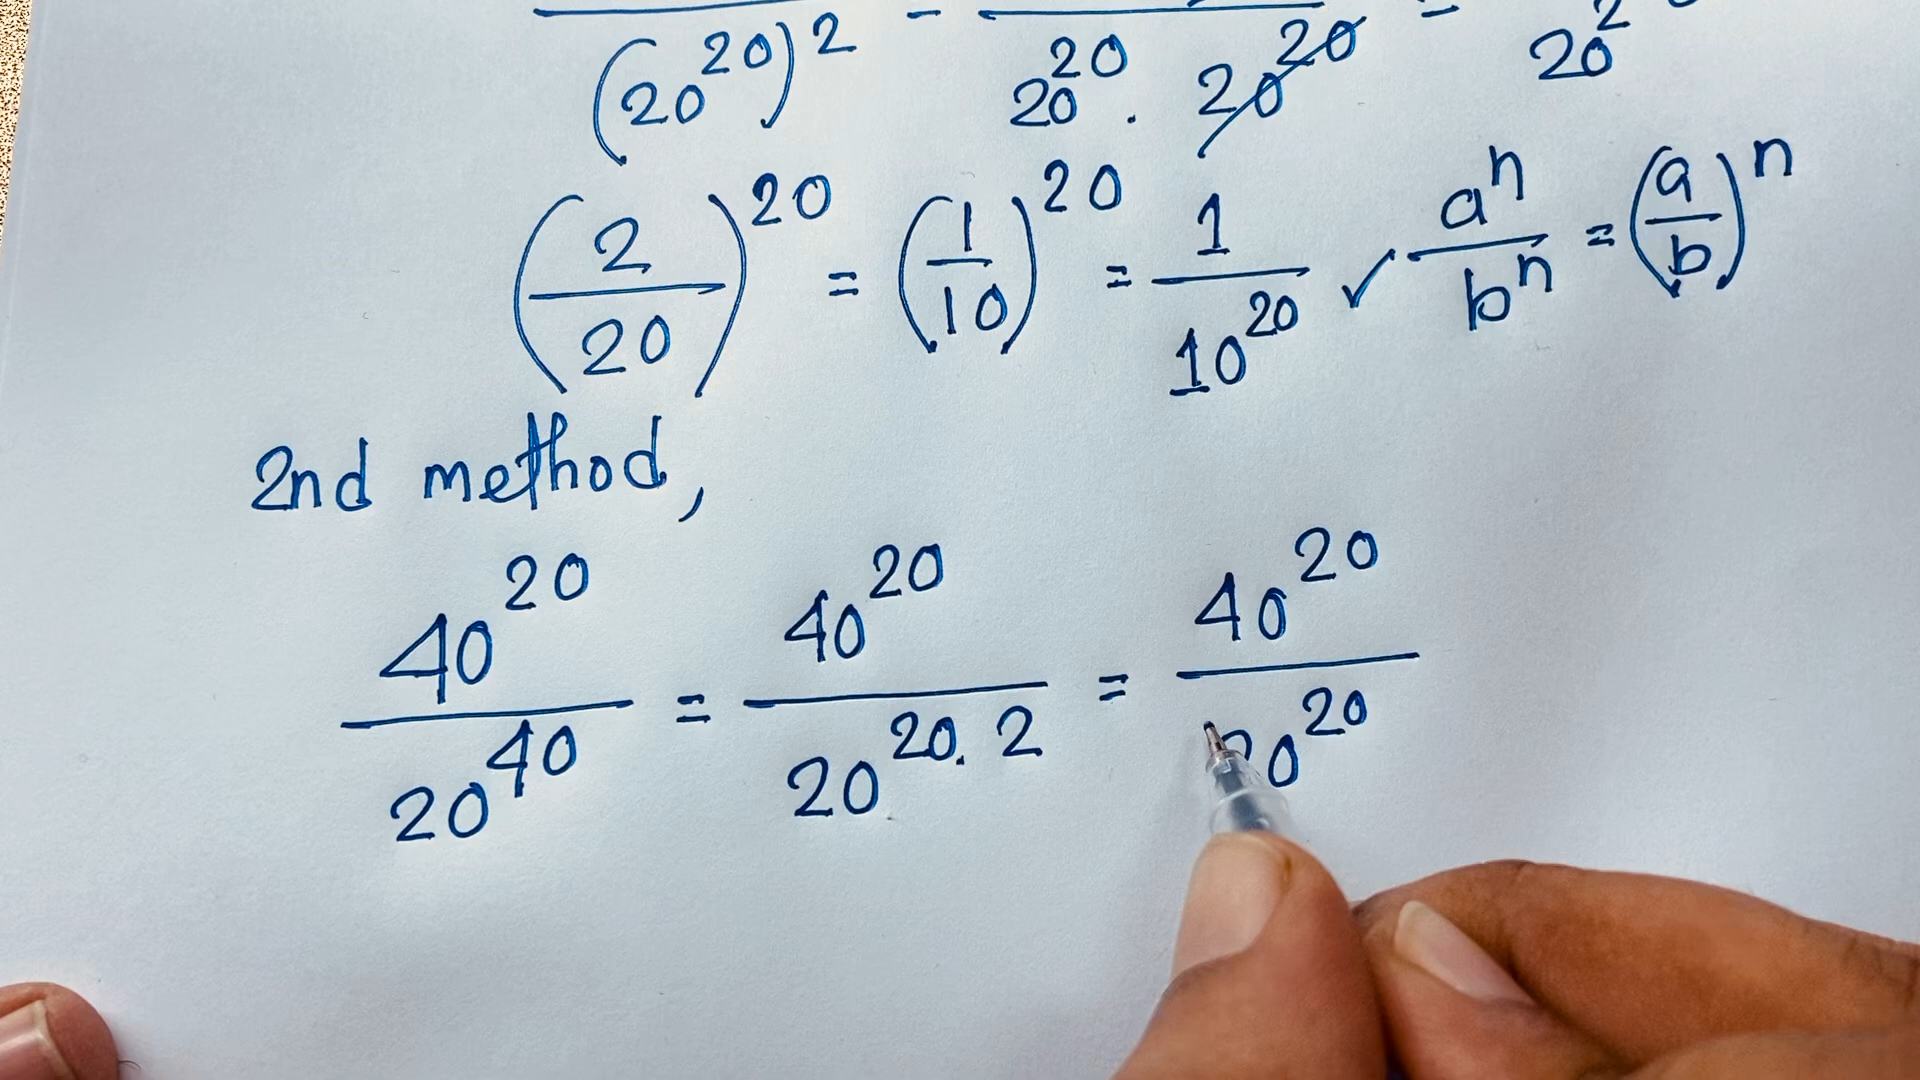 (20^20)^2 = 20^20 . 20^20 = 20^2
(2/20)^20 = (1/10)^20 = 1/10^20 ✓ a^n/b^n = (a/b)^n
2nd method,
40^20/20^40 = 40^20/20^20.2 = 40^20/20^20